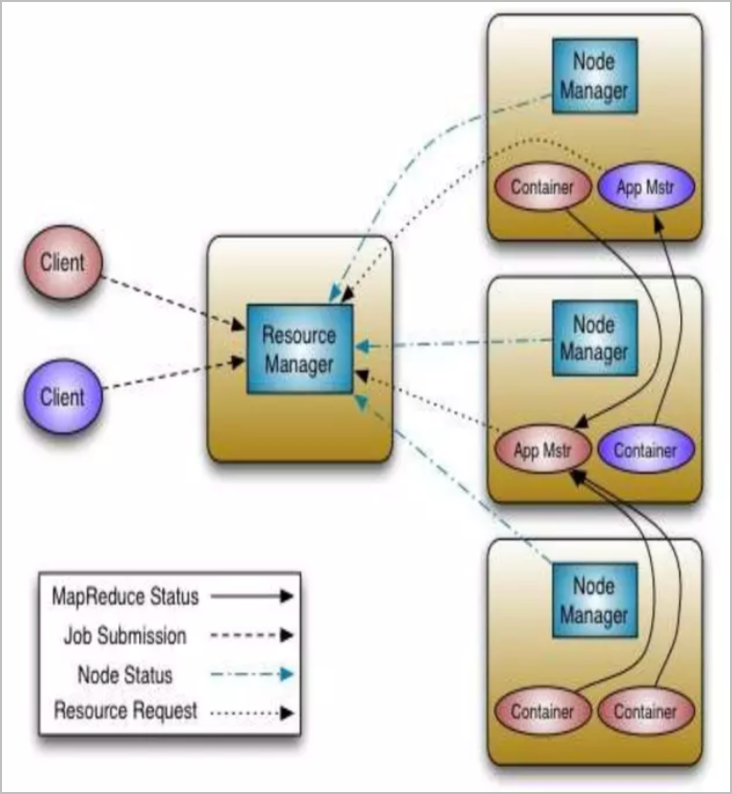 Node
Manager
Container
App Mstr
Client
Resource
Manager
Client
Node
Manager
App Mstr
Container
Node
Manager
Container
Container
MapReduce Status
Job Submission
Node Status
Resource Request